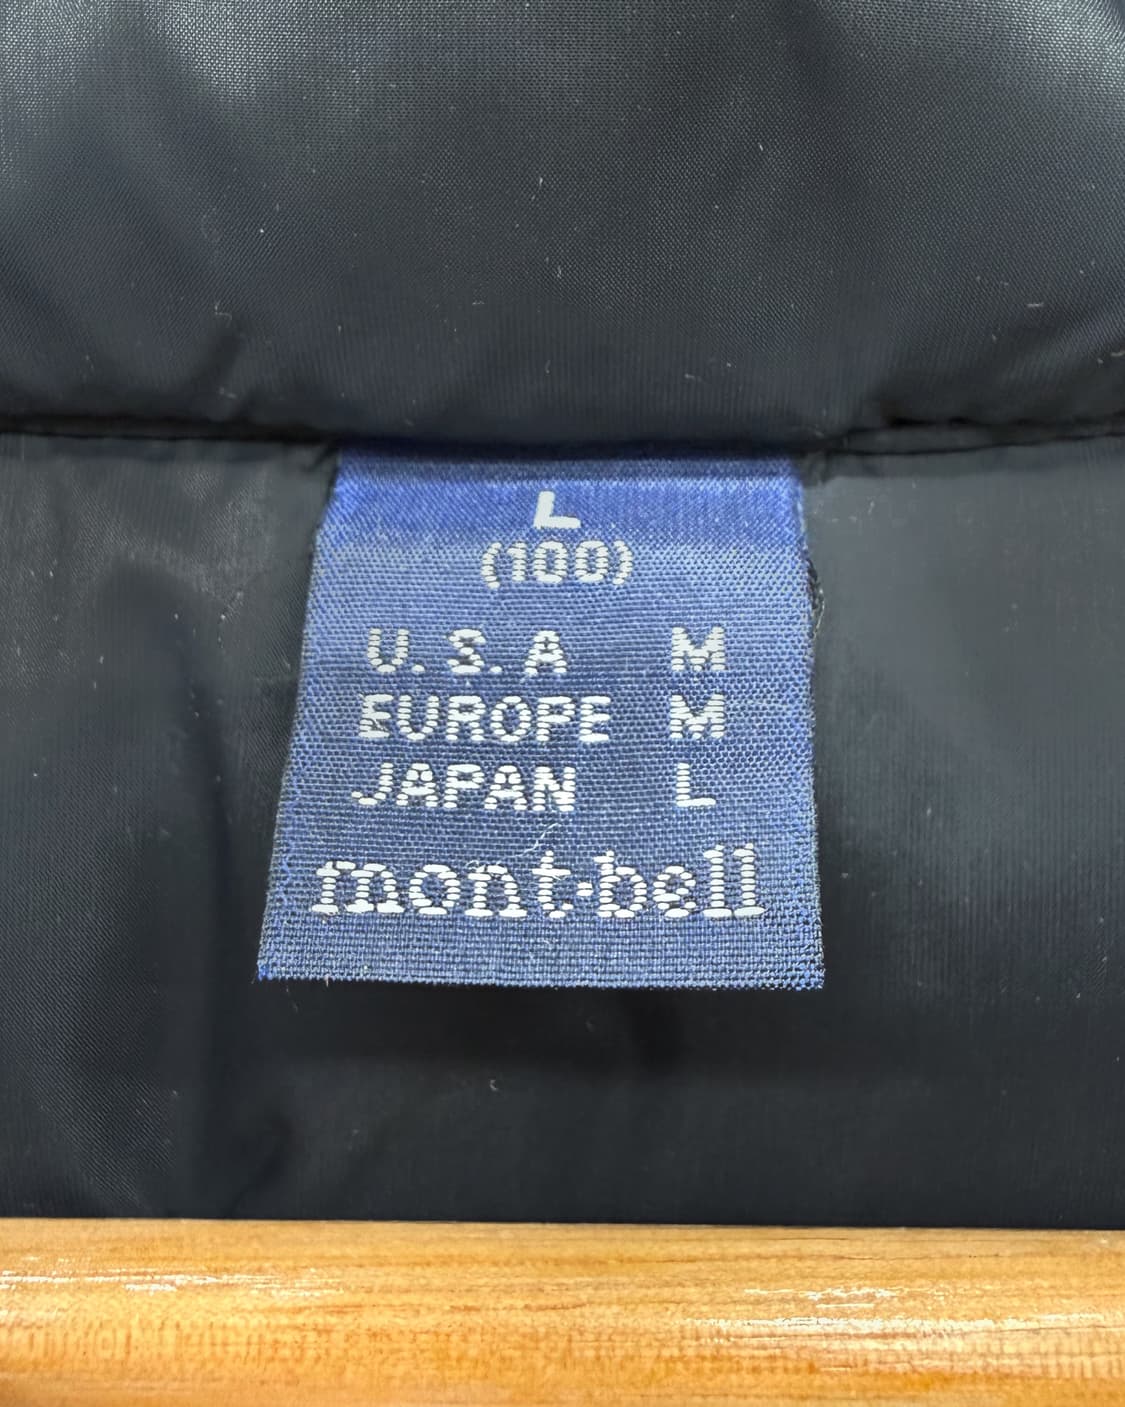 L
(100)
U.S.A M
EUROPE M
JAPAN L
mont-bell